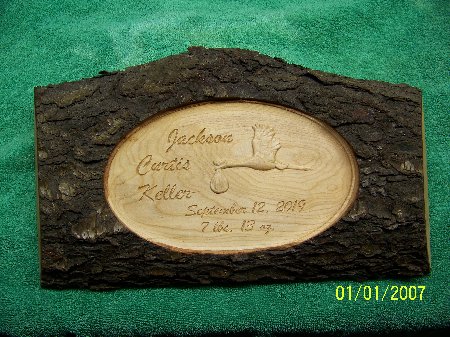 Jackson
Curtis
Keller
September 12, 2019
7 lbs. 13 oz.
01/01/2007